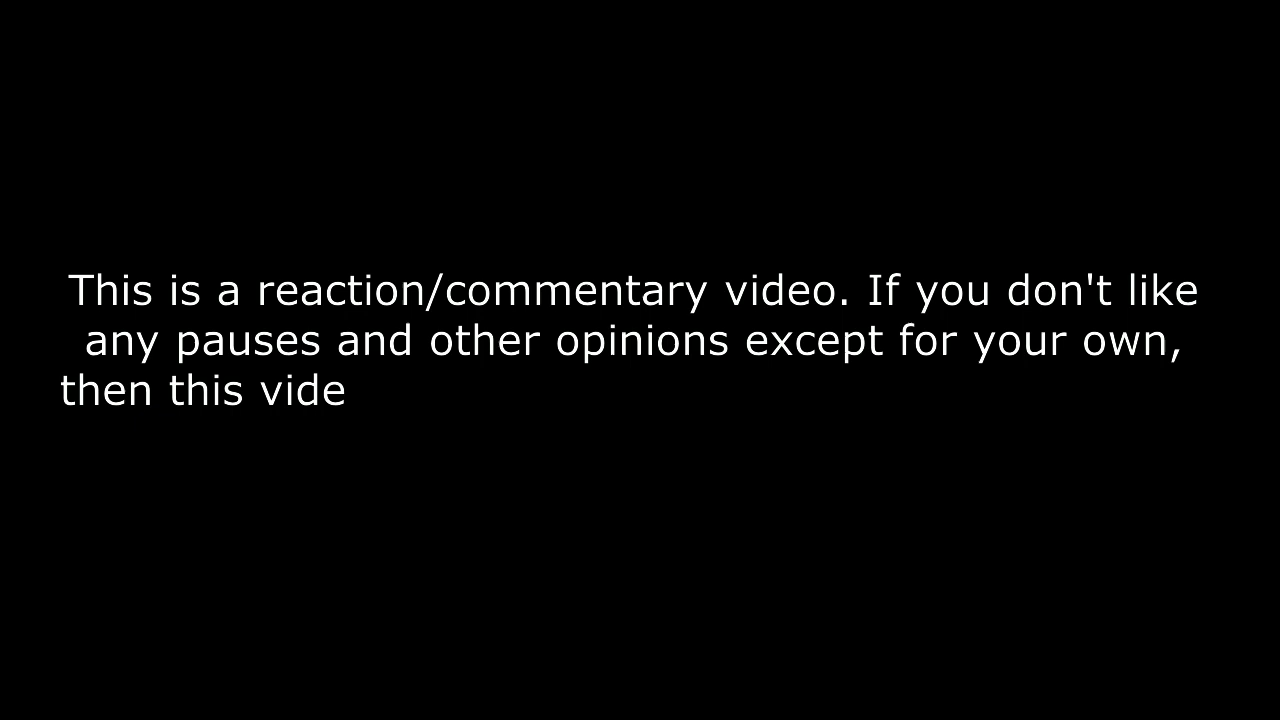 This is a reaction/commentary video. If you don't like
any pauses and other opinions except for your own,
then this vide